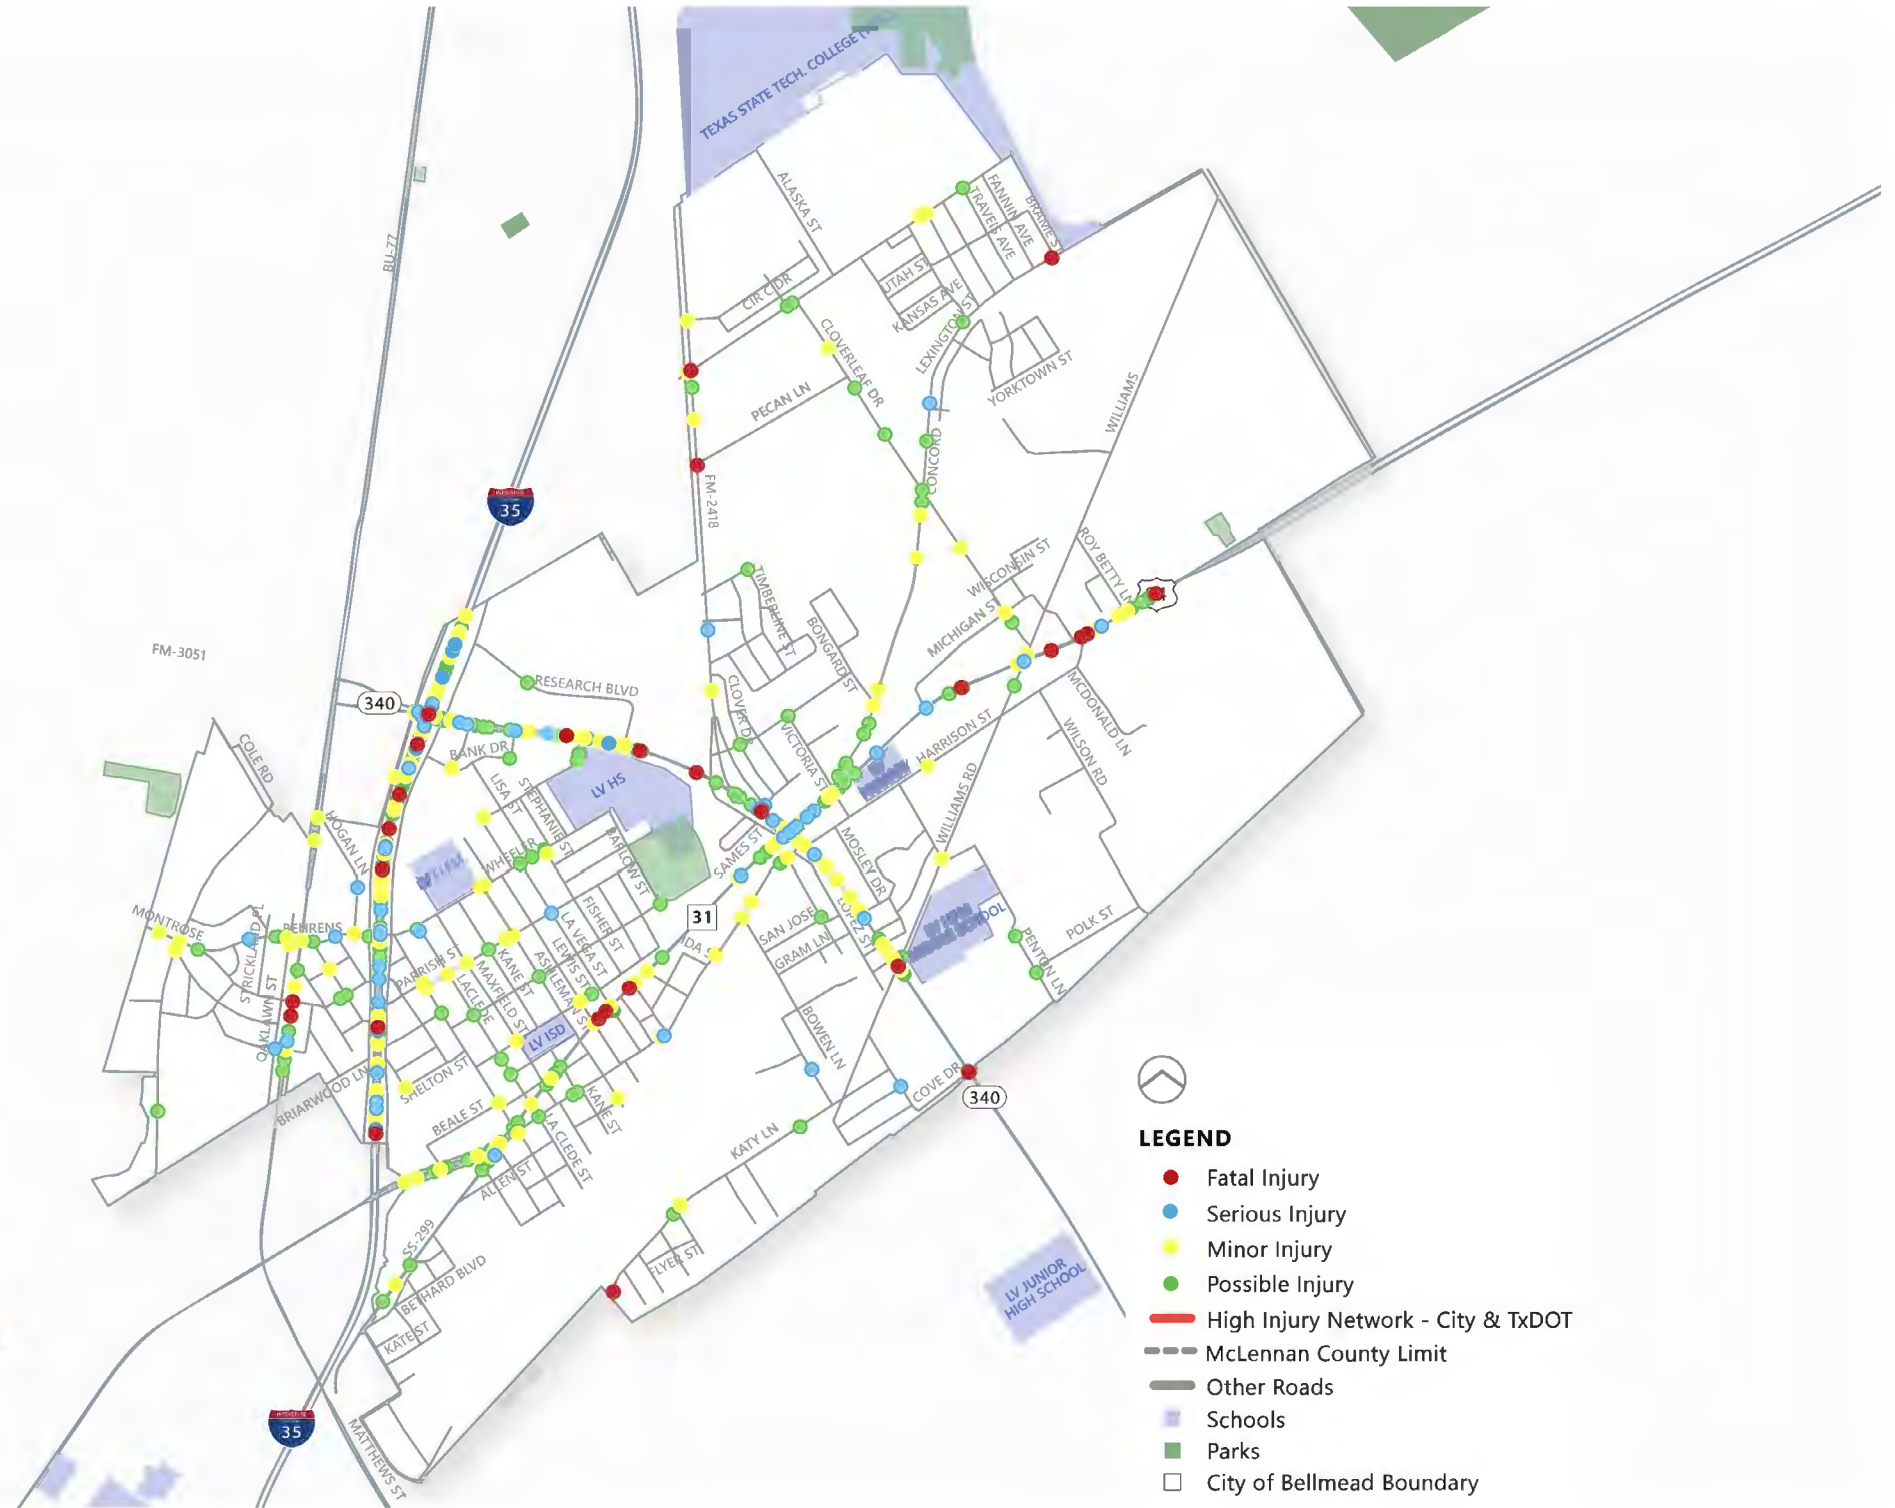 TEXAS STATE TECH. COLLEGE
ALASKA ST
FANNIN AVE
TRAVIS AVE
BRAME ST
BU-77
UTAH ST
KANSAS AVE
CIR C DR
LEXINGTON ST
CLOVERLEAF DR
YORKTOWN ST
PECAN LN
WILLIAMS
CONCORD
FM-2418
35
ROY BETTY LN
WISCONSIN ST
TIMBERLINE ST
BONGARD ST
MICHIGAN ST
FM-3051
RESEARCH BLVD
340
CLOVER DR
MCDONALD LN
HARRISON ST
VICTORIA ST
WILSON RD
COLE RD
BANK DR
LV HS
LISA ST
STEPHANIE ST
WILLIAMS RD
HOGAN LN
BARLOW ST
SAMES ST
MOSLEY DR
WHEELER
31
MONTROSE
BEHRENS
STRICKLAND PL
FISHER ST
LA VEGA ST
LEWIS ST
IDA S
SAN JOSE
LOPEZ ST
GRAM LN
SCHOOL
POLK ST
PENTON LN
PARRISH ST
KANE ST
ASHLEMAN ST
MAXFIELD ST
LACLEDE
OAKLAWN ST
LV ISD
BOWEN LN
BRIARWOOD LN
SHELTON ST
COVE DR
340
BEALE ST
KANE ST
LA CLEDE ST
KATY LN
ALLEN ST
SS-299
FLYER ST
BETHARD BLVD
KATE ST
LV JUNIOR
HIGH SCHOOL
35
MATTHEWS ST
LEGEND
Fatal Injury
Serious Injury
Minor Injury
Possible Injury
High Injury Network - City & TxDOT
McLennan County Limit
Other Roads
Schools
Parks
City of Bellmead Boundary